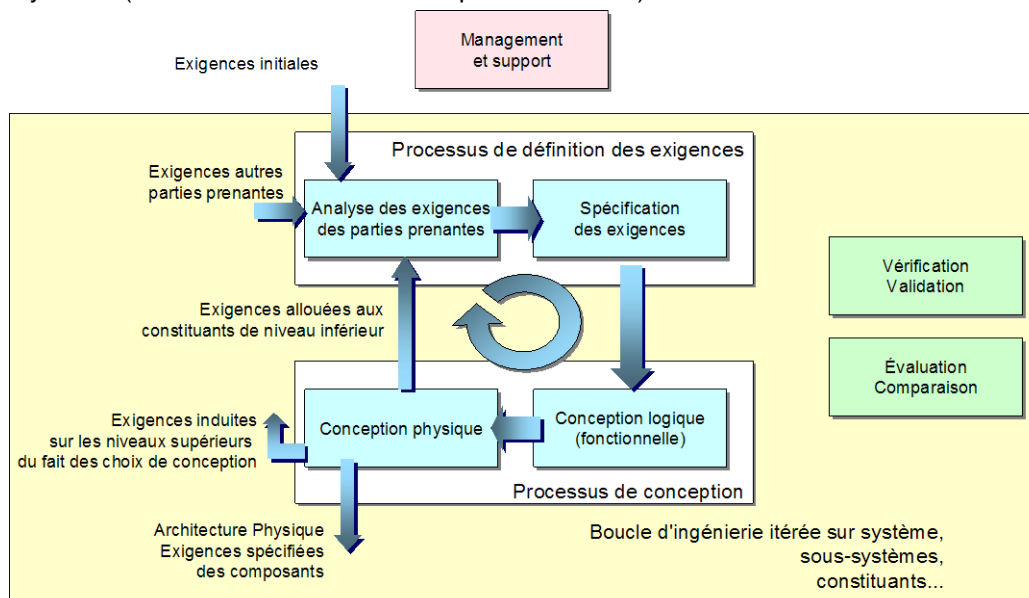 Management
et support
Exigences initiales
Processus de définition des exigences
Exigences autres
parties prenantes
Analyse des exigences
des parties prenantes
Spécification
des exigences
Vérification
Validation
Exigences allouées aux
constituants de niveau inférieur
Évaluation
Comparaison
Exigences induites
sur les niveaux supérieurs
du fait des choix de conception
Conception physique
Conception logique
(fonctionnelle)
Processus de conception
Architecture Physique
Exigences spécifiées
des composants
Boucle d'ingénierie itérée sur système,
sous-systèmes,
constituants...